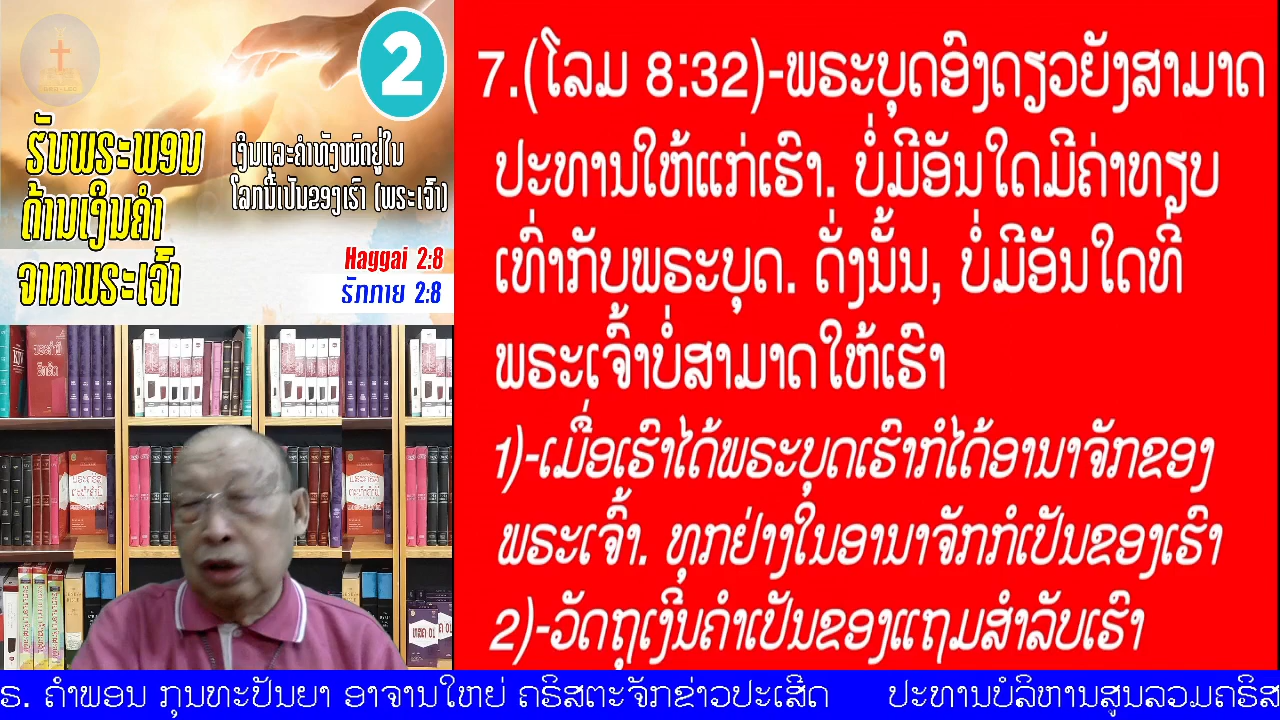 2
ຮັບພຣະພອນ
ດ້ານເງິນຄຳ
ຈາກພຣະເຈົ້າ
ເງິນແລະຄຳທັງໝົດຢູ່ໃນ
ໂລກນີ້ເປັນຂອງເຮົາ (ພຣະເຈົ້າ)
Haggai 2:8
ຮັກກາຍ 2:8
7.(ໂລມ 8:32)-ພຣະບຸດອົງດຽວຍັງສາມາດ
ປະທານໃຫ້ແກ່ເຮົາ. ບໍ່ມີອັນໃດມີຄ່າທຽບ
ເທົ່າກັບພຣະບຸດ. ດັ່ງນັ້ນ, ບໍ່ມີອັນໃດທີ່
ພຣະເຈົ້າບໍ່ສາມາດໃຫ້ເຮົາ
1)-ເມື່ອເຮົາໄດ້ພຣະບຸດເຮົາກໍໄດ້ອານາຈັກຂອງ
ພຣະເຈົ້າ. ທຸກຢ່າງໃນອານາຈັກກໍເປັນຂອງເຮົາ
2)-ວັດຖຸເງິນຄຳເປັນຂອງແຖມສຳລັບເຮົາ
ຣ. ຄຳພອນ ກຸນທະປັນຍາ ອາຈານໃຫຍ່ ຄຣິສຕະຈັກຂ່າວປະເສີດ ປະທານບໍລິຫານສູນລວມຄຣິສ